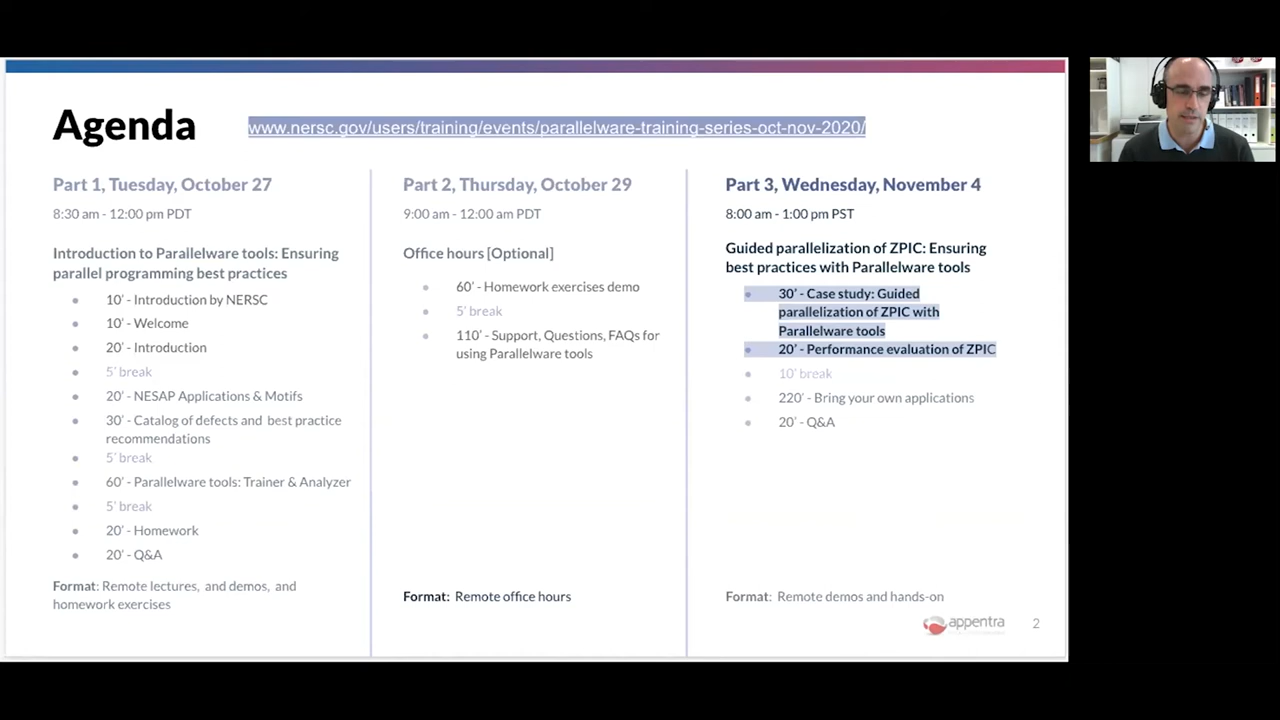 Agenda
www.nersc.gov/users/training/events/parallelware-training-series-oct-nov-2020/
Part 1, Tuesday, October 27
8:30 am - 12:00 pm PDT
Introduction to Parallelware tools: Ensuring
parallel programming best practices
● 10' - Introduction by NERSC
● 10' - Welcome
● 20' - Introduction
● 5' break
● 20' - NESAP Applications & Motifs
● 30' - Catalog of defects and best practice
recommendations
● 5' break
● 60' - Parallelware tools: Trainer & Analyzer
● 5' break
● 20' - Homework
● 20' - Q&A
Format: Remote lectures, and demos, and
homework exercises
Part 2, Thursday, October 29
9:00 am - 12:00 am PDT
Office hours [Optional]
● 60' - Homework exercises demo
● 5' break
● 110' - Support, Questions, FAQs for
using Parallelware tools
Format: Remote office hours
Part 3, Wednesday, November 4
8:00 am - 1:00 pm PST
Guided parallelization of ZPIC: Ensuring
best practices with Parallelware tools
● 30' - Case study: Guided
parallelization of ZPIC with
Parallelware tools
● 20' - Performance evaluation of ZPIC
● 10' break
● 220' - Bring your own applications
● 20' - Q&A
Format: Remote demos and hands-on
appentra
2